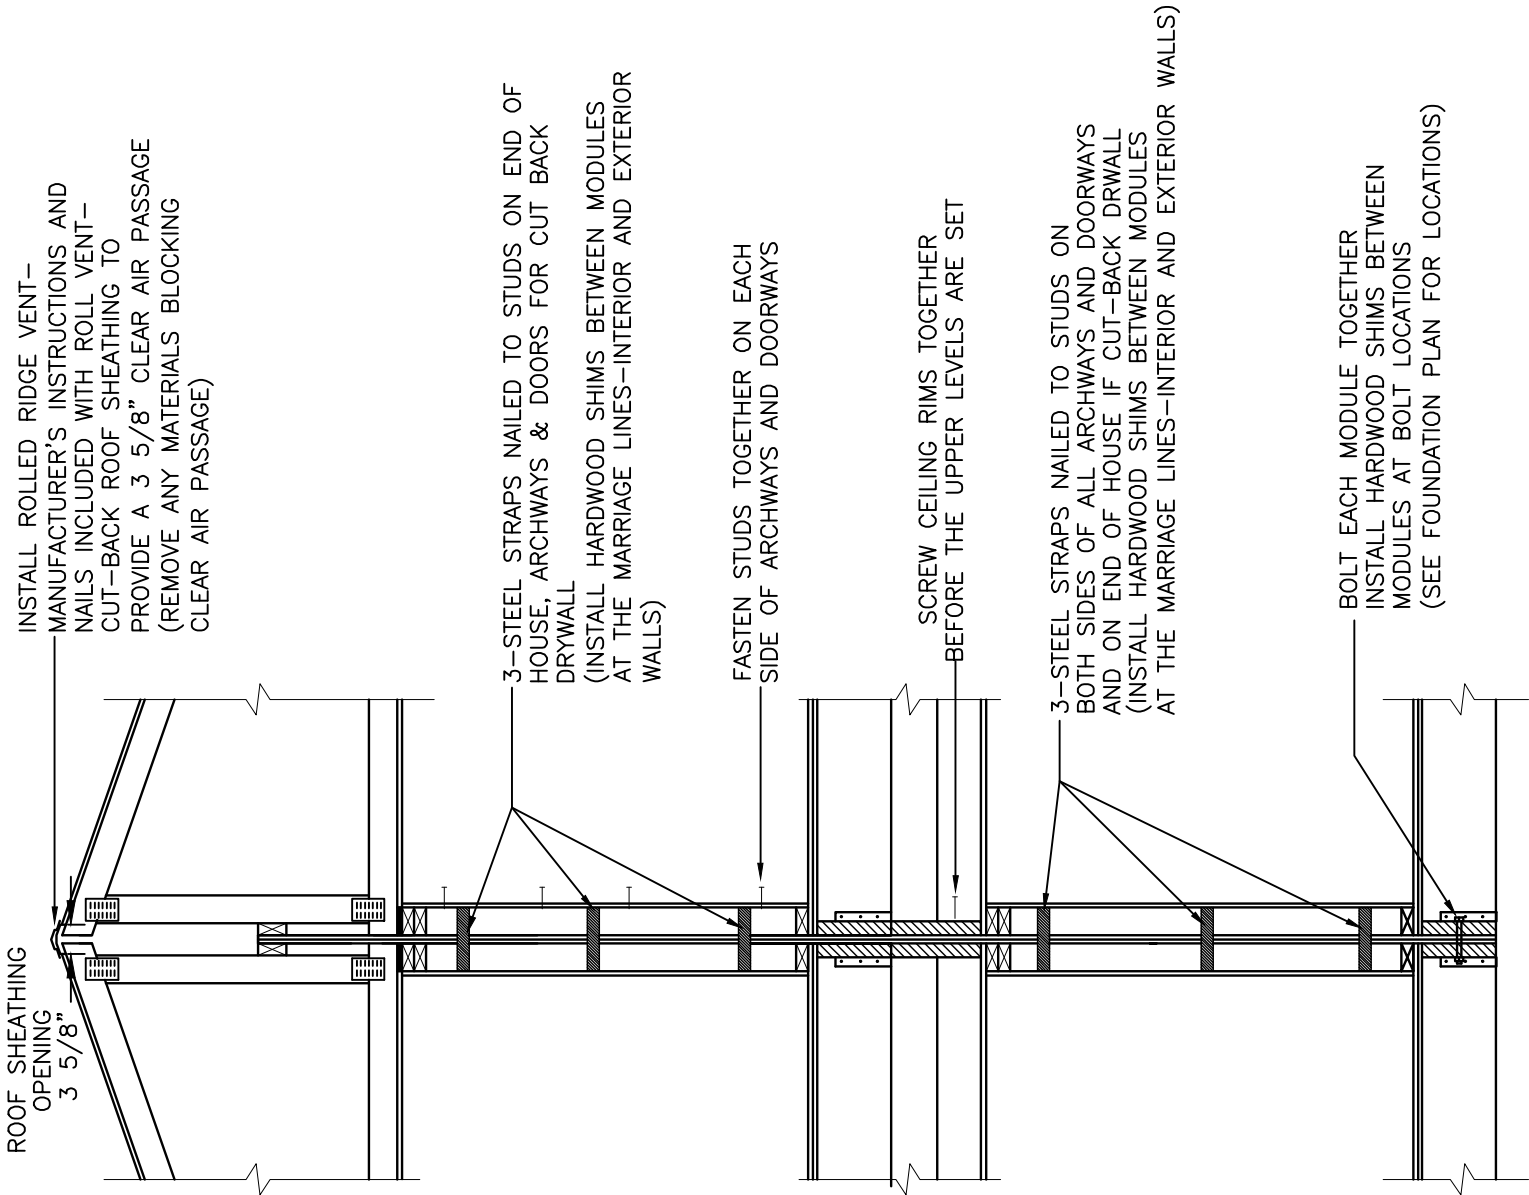 ROOF SHEATHING
OPENING
3 5/8"
INSTALL ROLLED RIDGE VENT-
MANUFACTURER'S INSTRUCTIONS AND
NAILS INCLUDED WITH ROLL VENT-
CUT-BACK ROOF SHEATHING TO
PROVIDE A 3 5/8" CLEAR AIR PASSAGE
(REMOVE ANY MATERIALS BLOCKING
CLEAR AIR PASSAGE)
3-STEEL STRAPS NAILED TO STUDS ON END OF
HOUSE, ARCHWAYS & DOORS FOR CUT BACK
DRYWALL
(INSTALL HARDWOOD SHIMS BETWEEN MODULES
AT THE MARRIAGE LINES-INTERIOR AND EXTERIOR
WALLS)
FASTEN STUDS TOGETHER ON EACH
SIDE OF ARCHWAYS AND DOORWAYS
SCREW CEILING RIMS TOGETHER
BEFORE THE UPPER LEVELS ARE SET
3-STEEL STRAPS NAILED TO STUDS ON
BOTH SIDES OF ALL ARCHWAYS AND DOORWAYS
AND ON END OF HOUSE IF CUT-BACK DRWALL
(INSTALL HARDWOOD SHIMS BETWEEN MODULES
AT THE MARRIAGE LINES-INTERIOR AND EXTERIOR WALLS)
BOLT EACH MODULE TOGETHER
INSTALL HARDWOOD SHIMS BETWEEN
MODULES AT BOLT LOCATIONS
(SEE FOUNDATION PLAN FOR LOCATIONS)